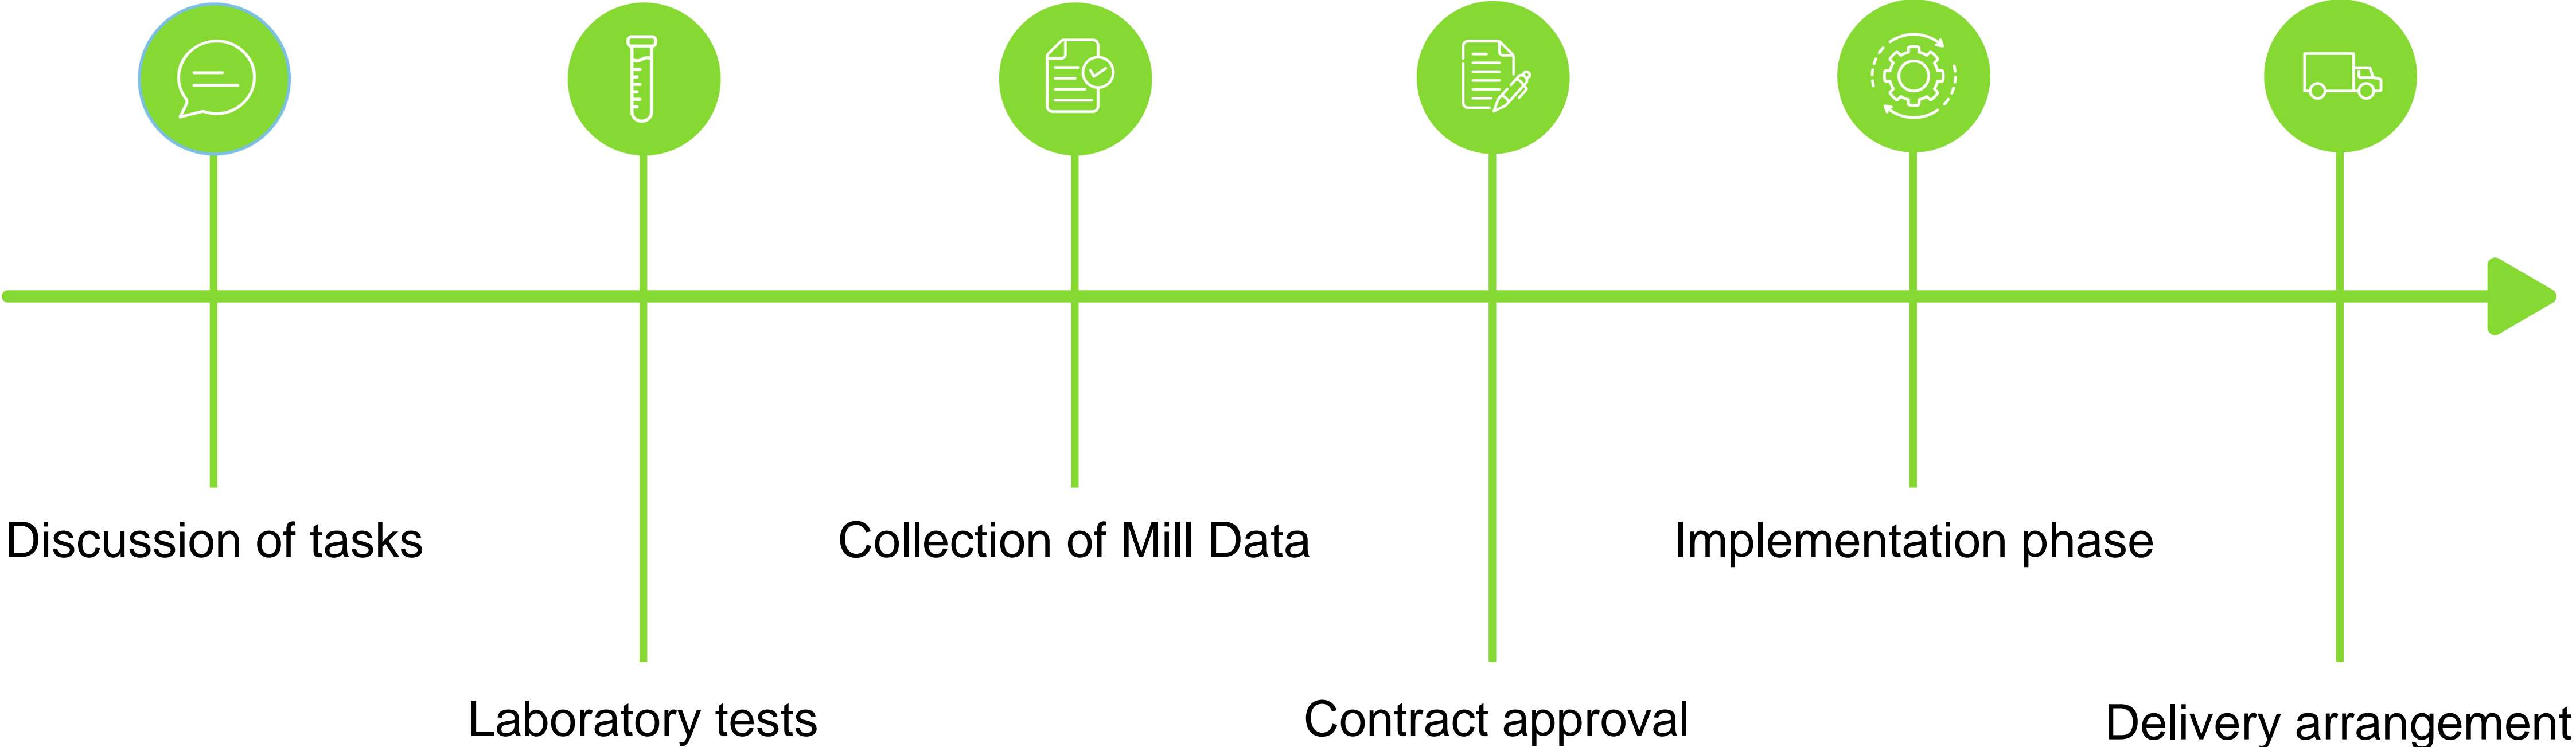 Discussion of tasks
Laboratory tests
Collection of Mill Data
Contract approval
Implementation phase
Delivery arrangement